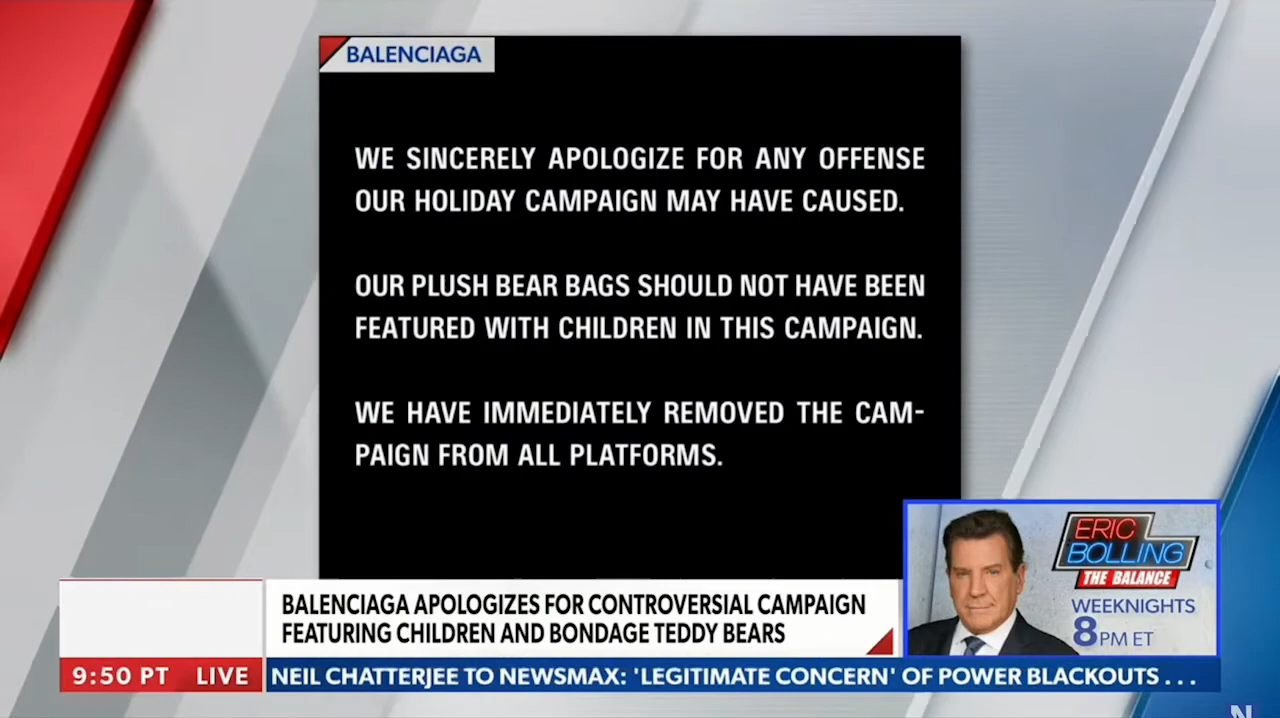 BALENCIAGA
WE SINCERELY APOLOGIZE FOR ANY OFFENSE
OUR HOLIDAY CAMPAIGN MAY HAVE CAUSED.
OUR PLUSH BEAR BAGS SHOULD NOT HAVE BEEN
FEATURED WITH CHILDREN IN THIS CAMPAIGN.
WE HAVE IMMEDIATELY REMOVED THE CAM-
PAIGN FROM ALL PLATFORMS.
ERIC
BOLLING
THE BALANCE
WEEKNIGHTS
8PM ET
BALENCIAGA APOLOGIZES FOR CONTROVERSIAL CAMPAIGN
FEATURING CHILDREN AND BONDAGE TEDDY BEARS
9:50 PT LIVE
NEIL CHATTERJEE TO NEWSMAX: 'LEGITIMATE CONCERN' OF POWER BLACKOUTS . . .
N